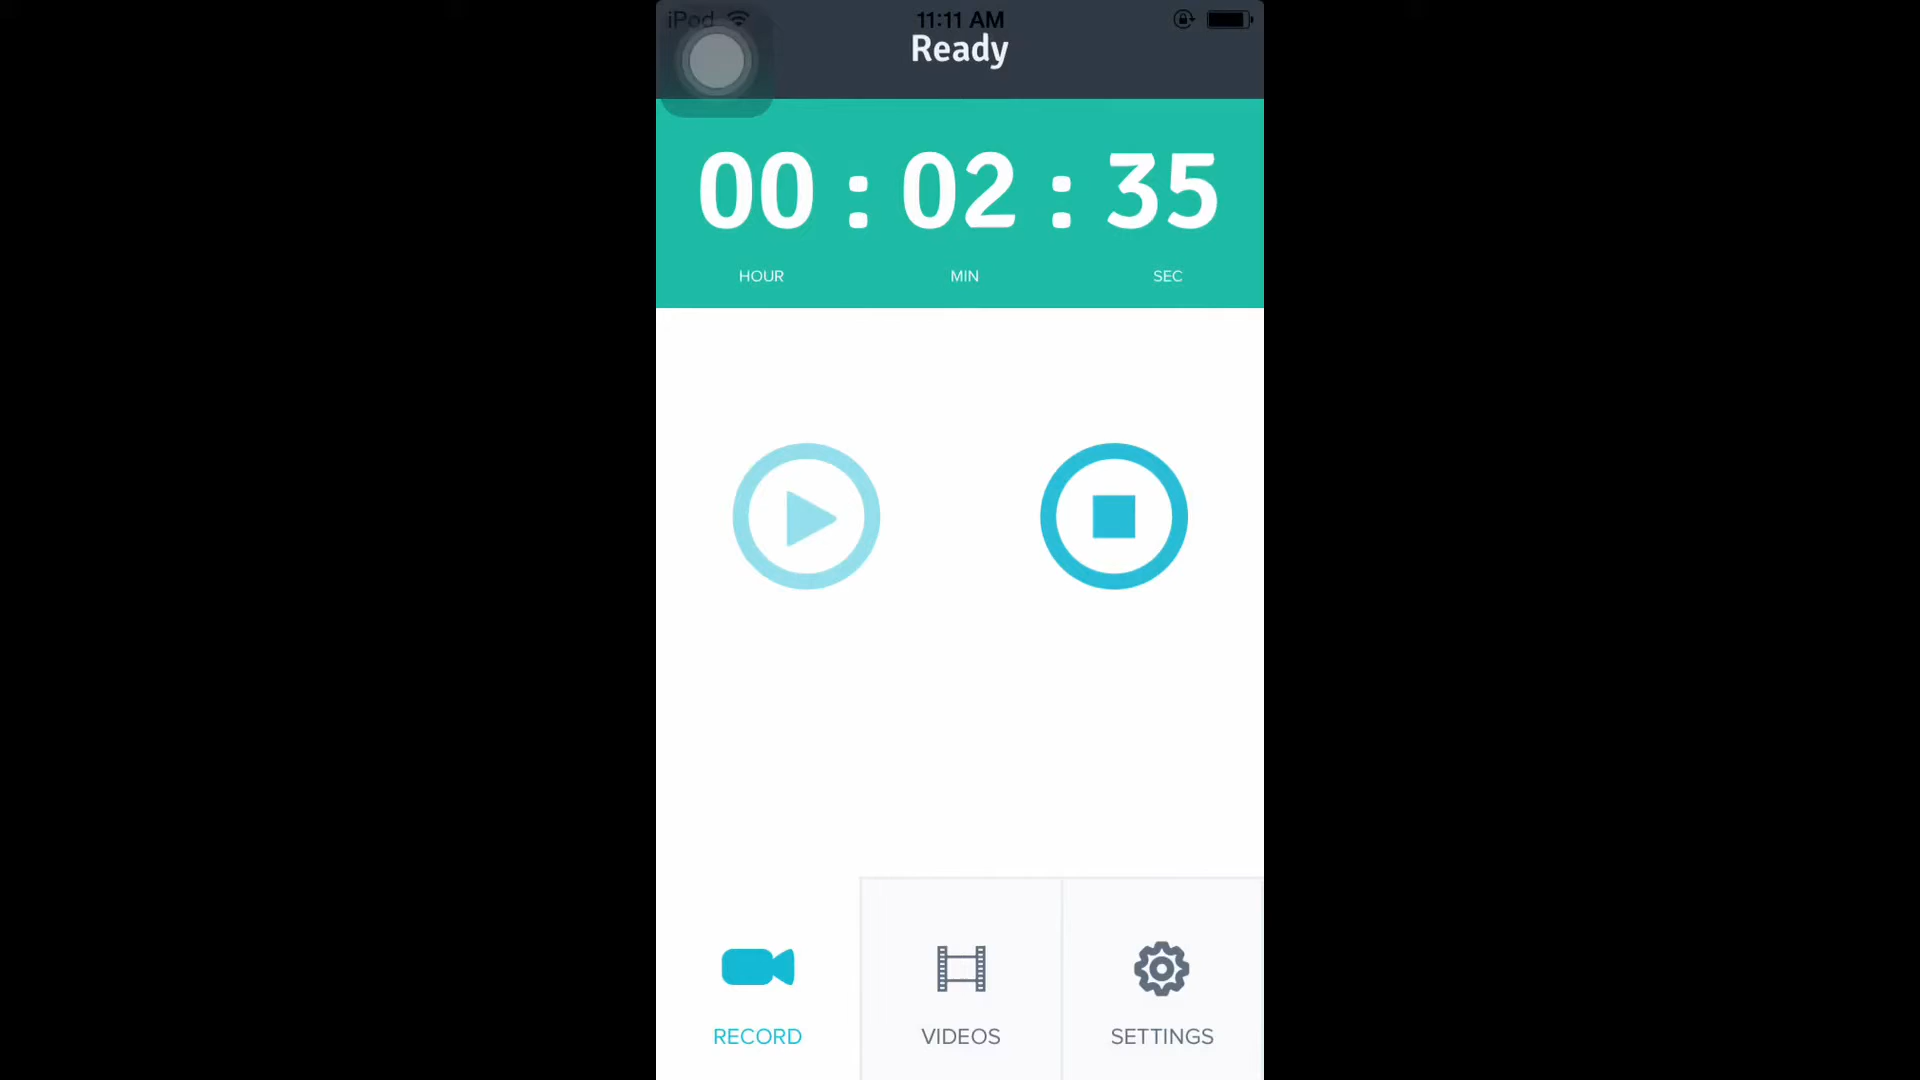 iPod 11:11 AM
Ready
00 : 02 : 35
HOUR MIN SEC
RECORD VIDEOS SETTINGS